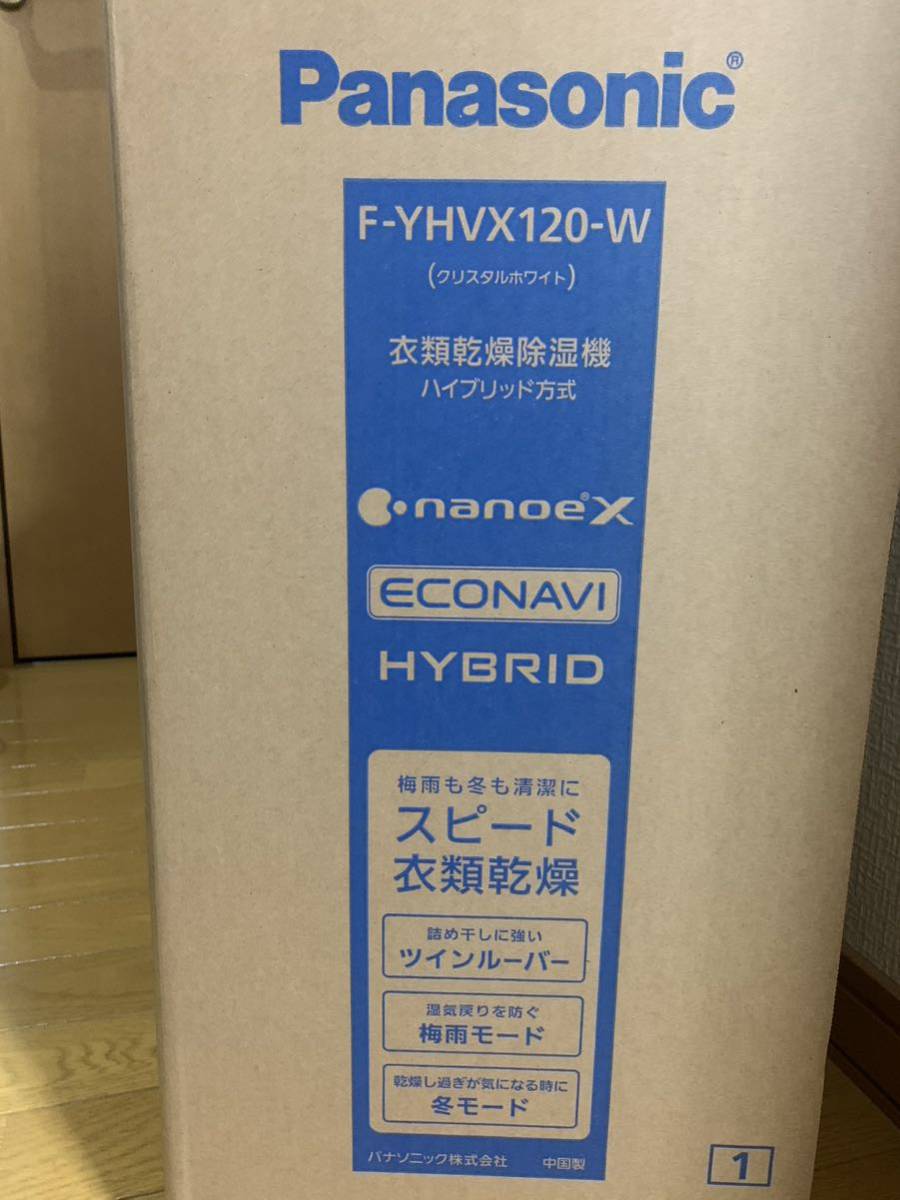 Panasonic®
F-YHVX120-W
(クリスタルホワイト)
衣類乾燥除湿機
ハイブリッド方式
nanoe®X
ECONAVI
HYBRID
梅雨も冬も清潔に
スピード
衣類乾燥
詰め干しに強い
ツインルーバー
湿気戻りを防ぐ
梅雨モード
乾燥し過ぎが気になる時に
冬モード
パナソニック株式会社 中国製
1